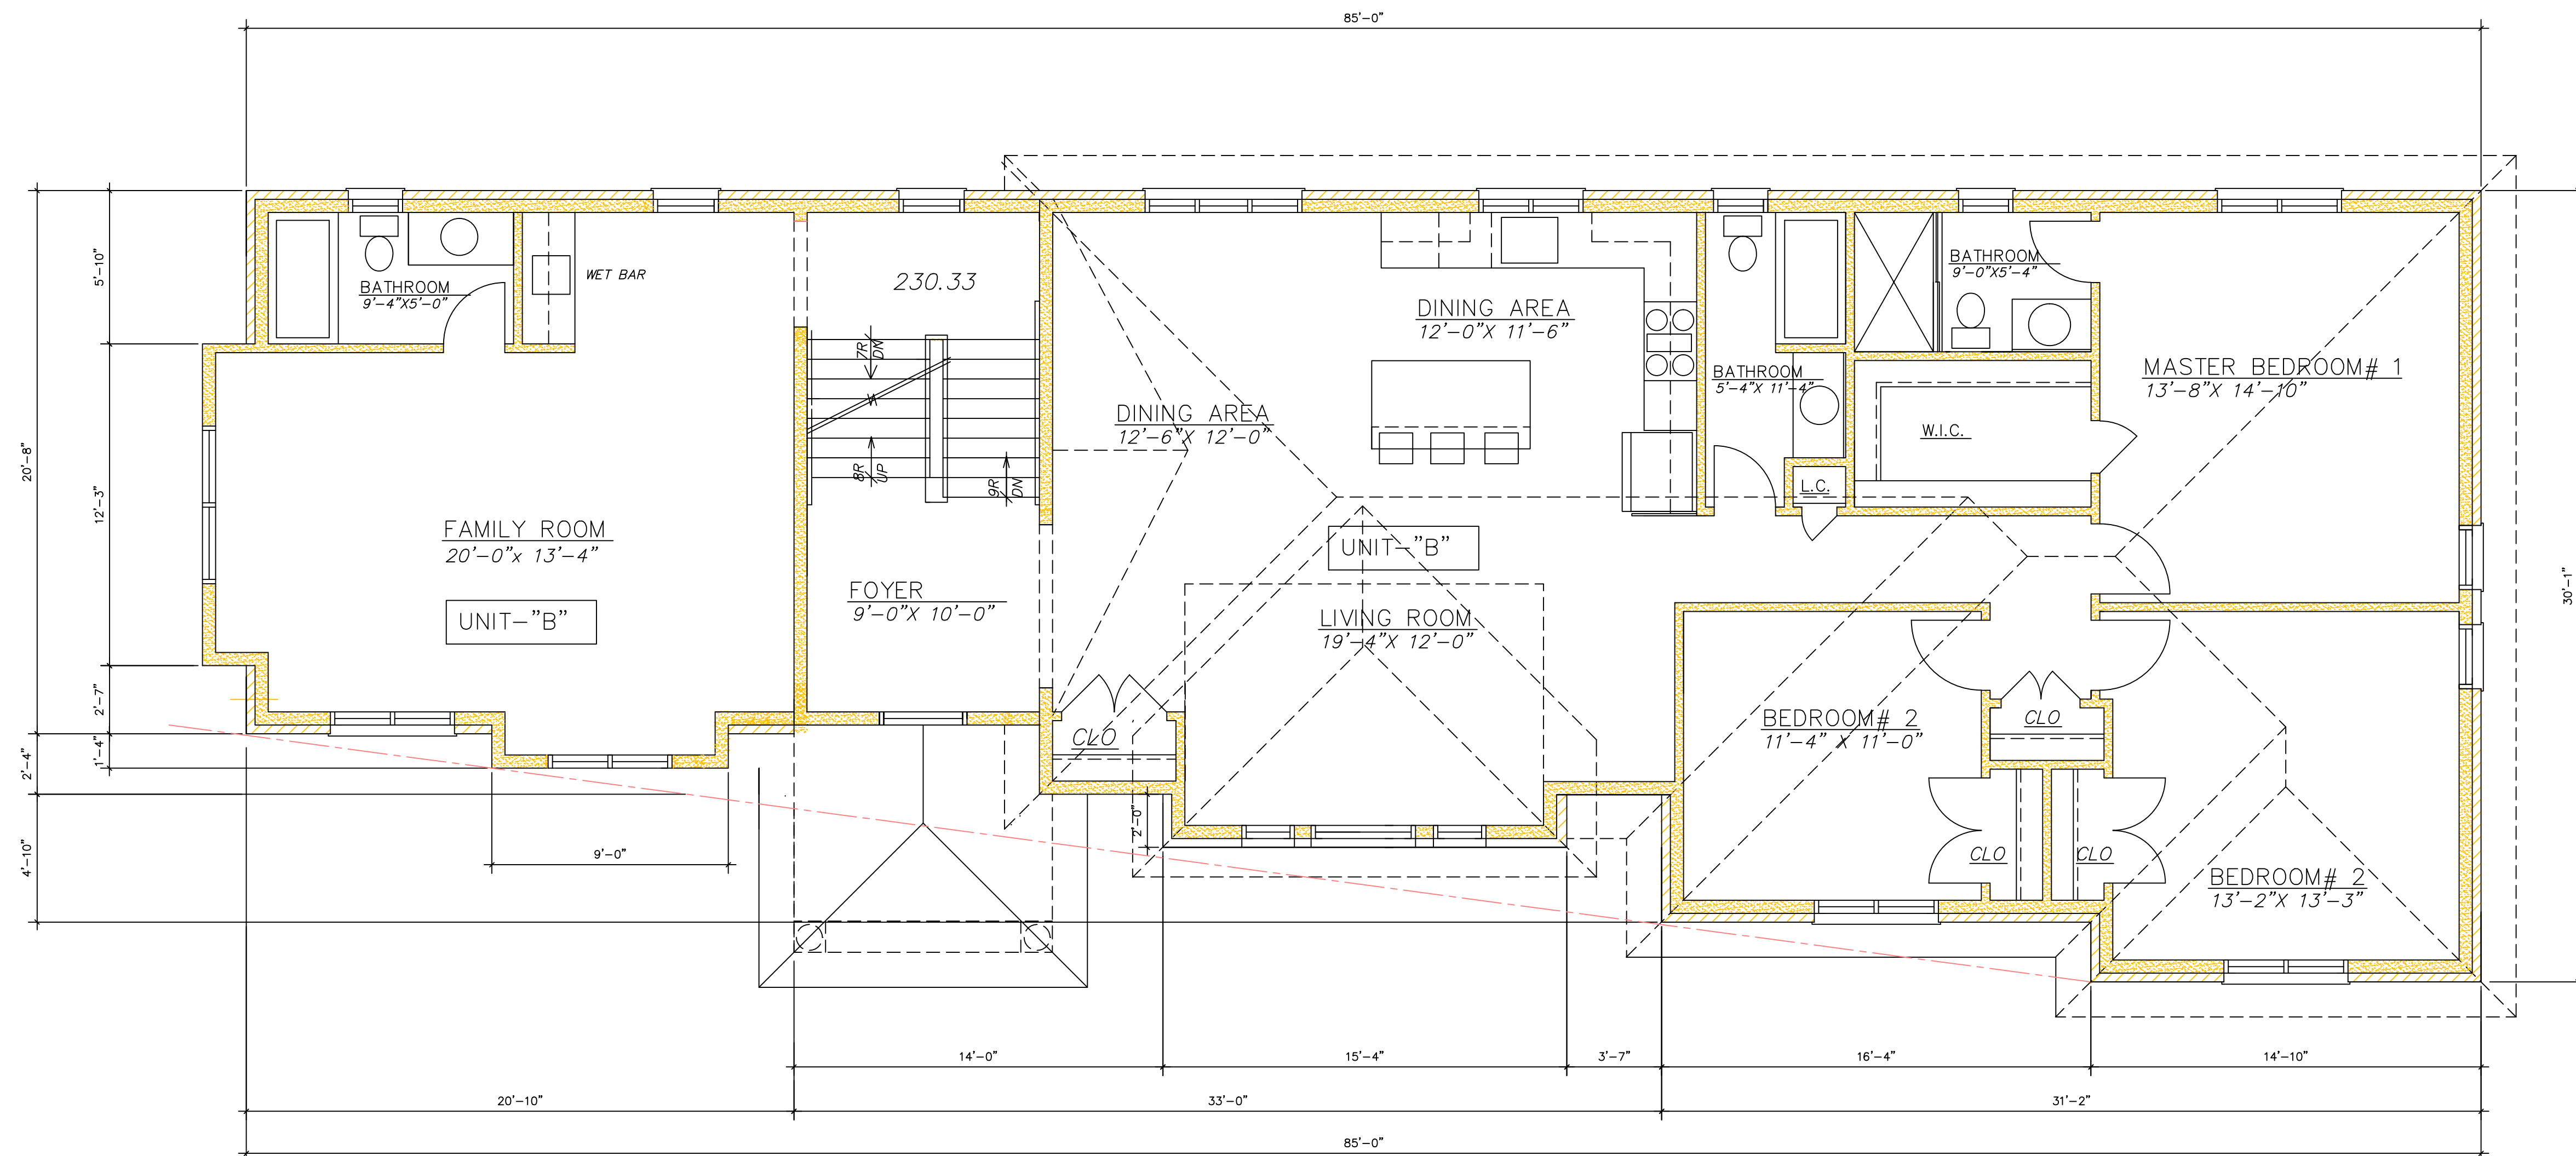 85'-0"
5'-10"
20'-8"
12'-3"
2'-7"
1'-4"
2'-4"
4'-10"
30'-1"
BATHROOM
9'-4"X5'-0"
WET BAR
230.33
7R
DN
8R
UP
9R
DN
FAMILY ROOM
20'-0"x 13'-4"
UNIT-"B"
FOYER
9'-0"X 10'-0"
DINING AREA
12'-6"X 12'-0"
DINING AREA
12'-0"X 11'-6"
UNIT-"B"
LIVING ROOM
19'-4"X 12'-0"
CLO
BATHROOM
5'-4"X 11'-4"
L.C.
BATHROOM
9'-0"X5'-4"
W.I.C.
MASTER BEDROOM# 1
13'-8"X 14'-10"
BEDROOM# 2
11'-4" X 11'-0"
CLO
CLO
CLO
BEDROOM# 2
13'-2"X 13'-3"
2'-0"
9'-0"
14'-0"
15'-4"
3'-7"
16'-4"
14'-10"
20'-10"
33'-0"
31'-2"
85'-0"